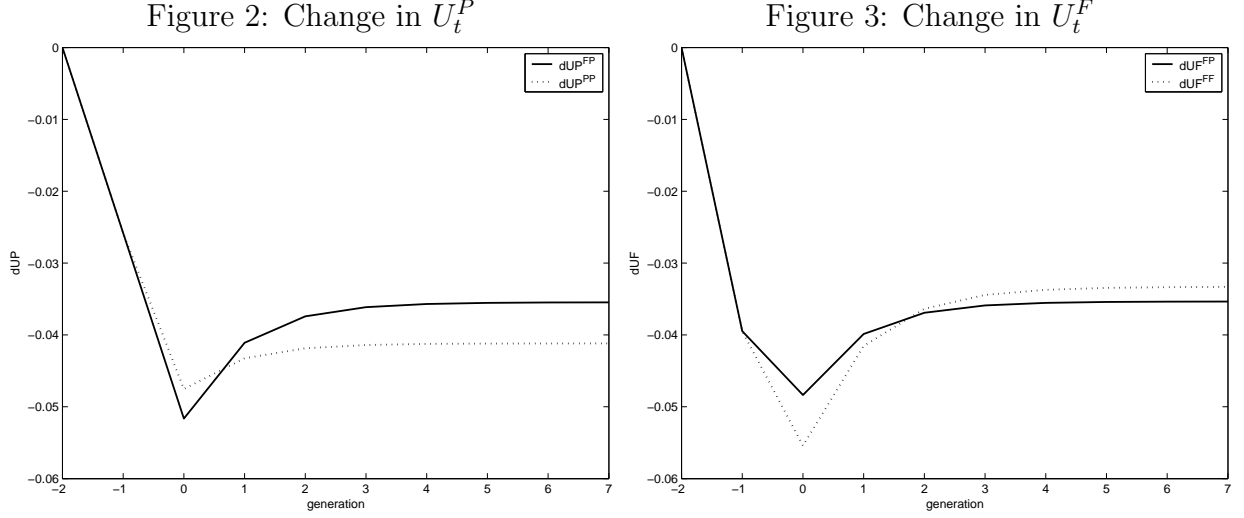 Figure 2: Change in U_t^P
0
−0.01
−0.02
−0.03
−0.04
−0.05
−0.06
dUP
−2 −1 0 1 2 3 4 5 6 7
generation
dUP^FP
dUP^PP
Figure 3: Change in U_t^F
0
−0.01
−0.02
−0.03
−0.04
−0.05
−0.06
dUF
−2 −1 0 1 2 3 4 5 6 7
generation
dUF^FP
dUF^FF